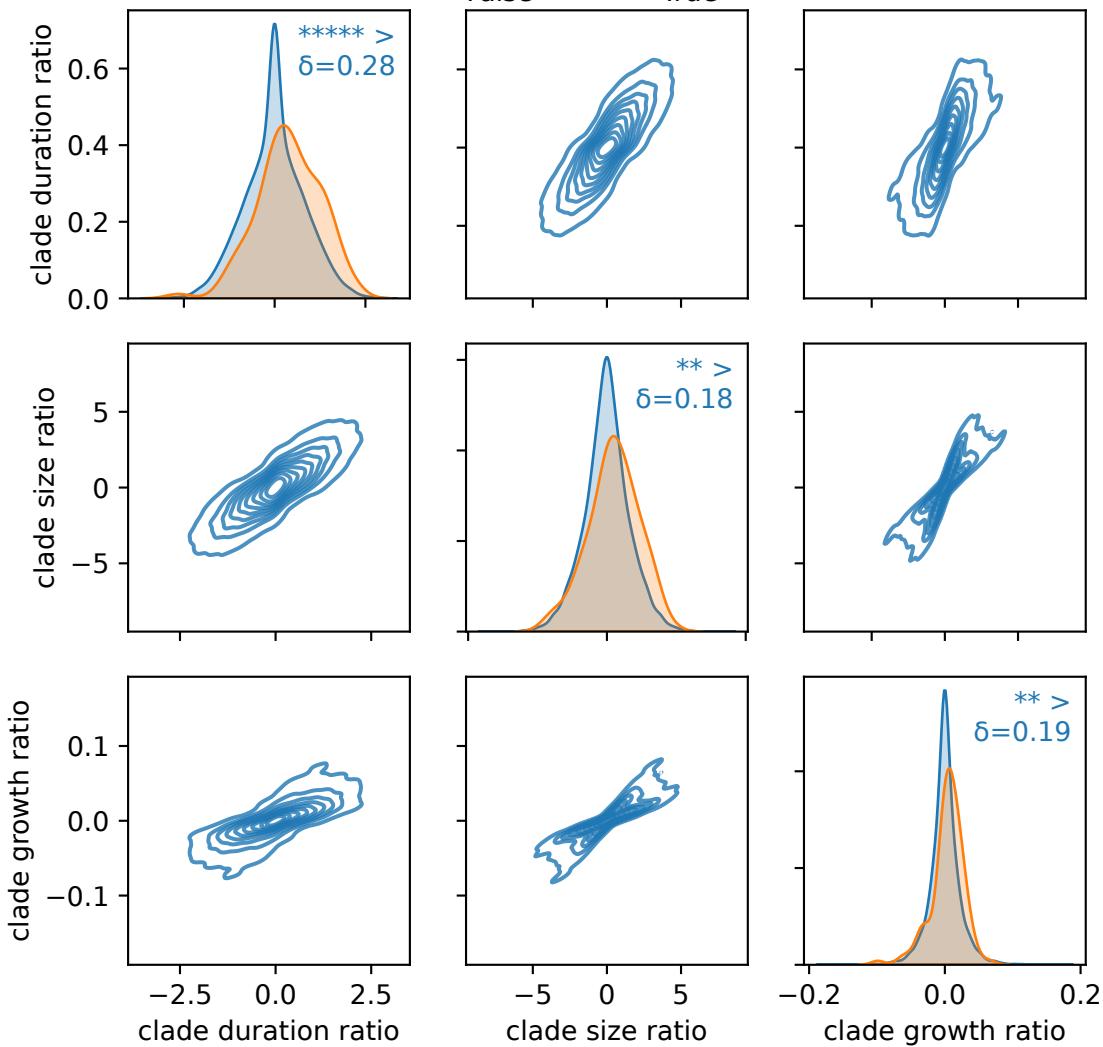 ***** >
δ=0.28
clade duration ratio
0.6
0.4
0.2
0.0
** >
δ=0.18
clade size ratio
5
0
−5
** >
δ=0.19
clade growth ratio
0.1
0.0
−0.1
−2.5 0.0 2.5
−5 0 5
−0.2 0.0 0.2
clade duration ratio
clade size ratio
clade growth ratio